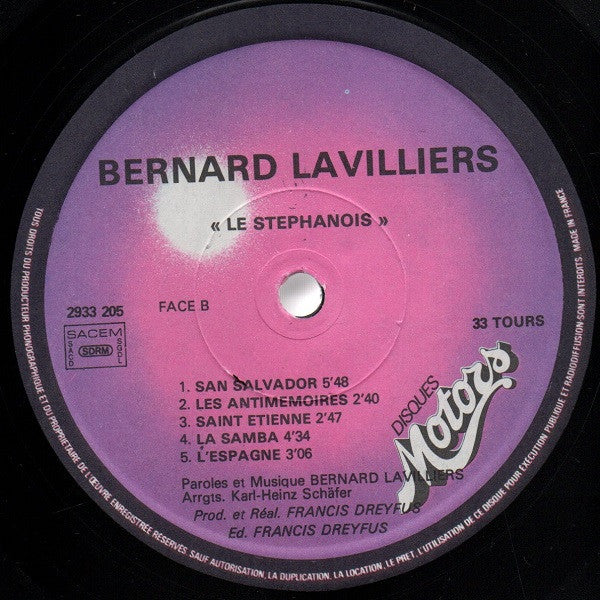 BERNARD LAVILLIERS
« LE STEPHANOIS »
2933 205
FACE B
33 TOURS
SACEM
SACD
SDRM
SGDL
1. SAN SALVADOR 5'48
2. LES ANTIMEMOIRES 2'40
3. SAINT ETIENNE 2'47
4. LA SAMBA 4'34
5. L'ESPAGNE 3'06
DISQUES
Motors
Paroles et Musique BERNARD LAVILLIERS
Arrgts. Karl-Heinz Schäfer
Prod. et Réal. FRANCIS DREYFUS
Ed. FRANCIS DREYFUS
TOUS DROITS DU PRODUCTEUR PHONOGRAPHIQUE ET DU PROPRIETAIRE DE L'ŒUVRE ENREGISTREE RESERVES. SAUF AUTORISATION, LA DUPLICATION, LA LOCATION, LE PRET, L'UTILISATION DE CE DISQUE POUR EXECUTION PUBLIQUE ET RADIODIFFUSION SONT INTERDITS. MADE IN FRANCE